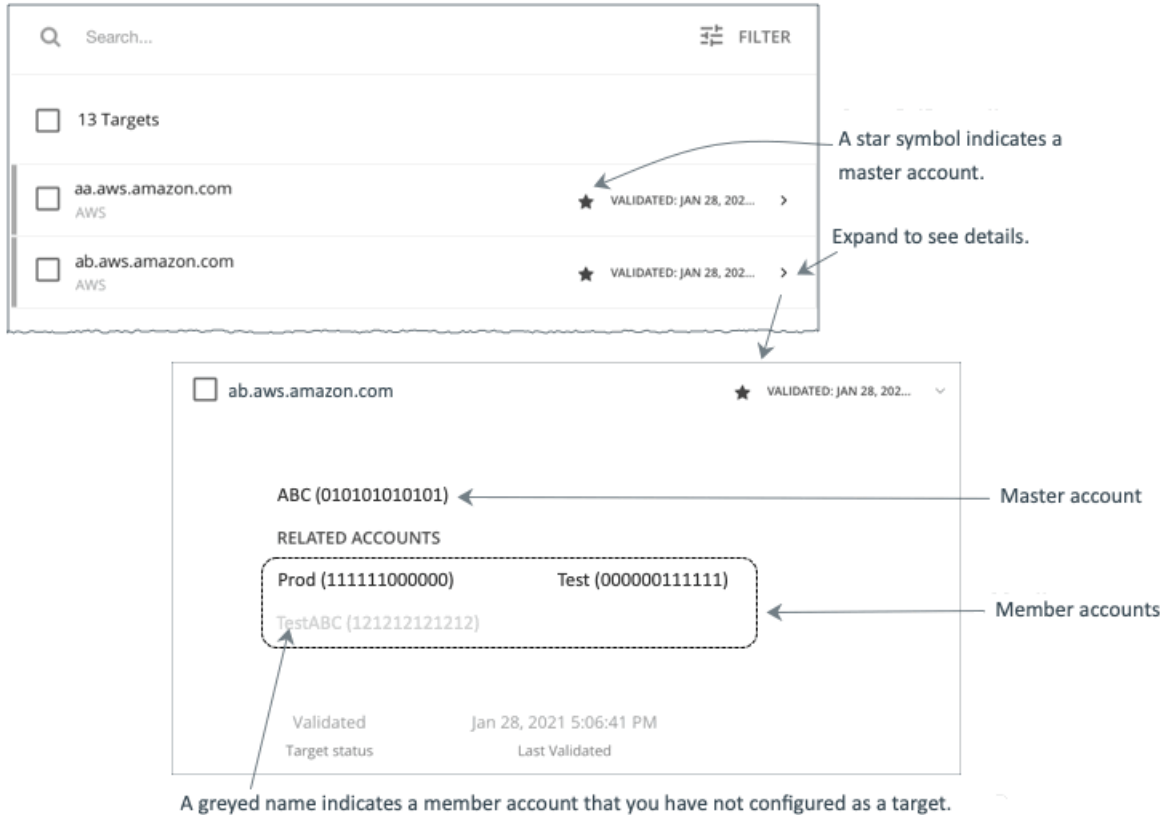 Search...
FILTER
13 Targets
A star symbol indicates a
master account.
aa.aws.amazon.com
AWS
VALIDATED: JAN 28, 202...
Expand to see details.
ab.aws.amazon.com
AWS
VALIDATED: JAN 28, 202...
ab.aws.amazon.com
VALIDATED: JAN 28, 202...
ABC (010101010101)
Master account
RELATED ACCOUNTS
Prod (111111000000)
Test (000000111111)
Member accounts
TestABC (121212121212)
Validated
Jan 28, 2021 5:06:41 PM
Target status
Last Validated
A greyed name indicates a member account that you have not configured as a target.